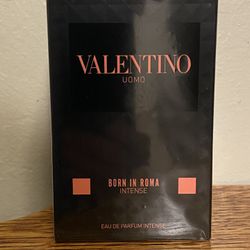 VALENTINO
UOMO
BORN IN ROMA
INTENSE
EAU DE PARFUM INTENSE